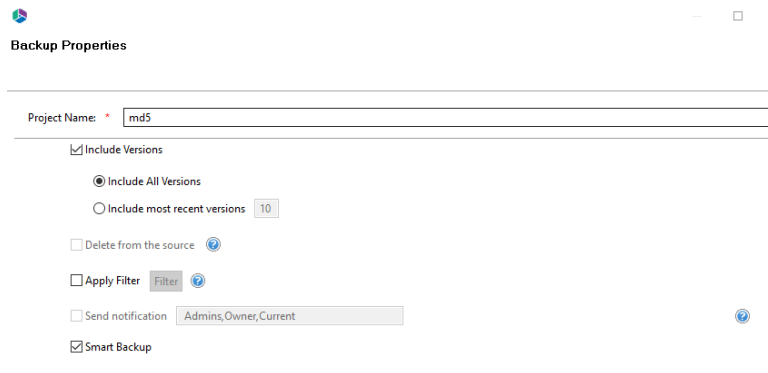 Backup Properties
Project Name: * md5
Include Versions
Include All Versions
Include most recent versions 10
Delete from the source ?
Apply Filter Filter ?
Send notification Admins,Owner,Current ?
Smart Backup